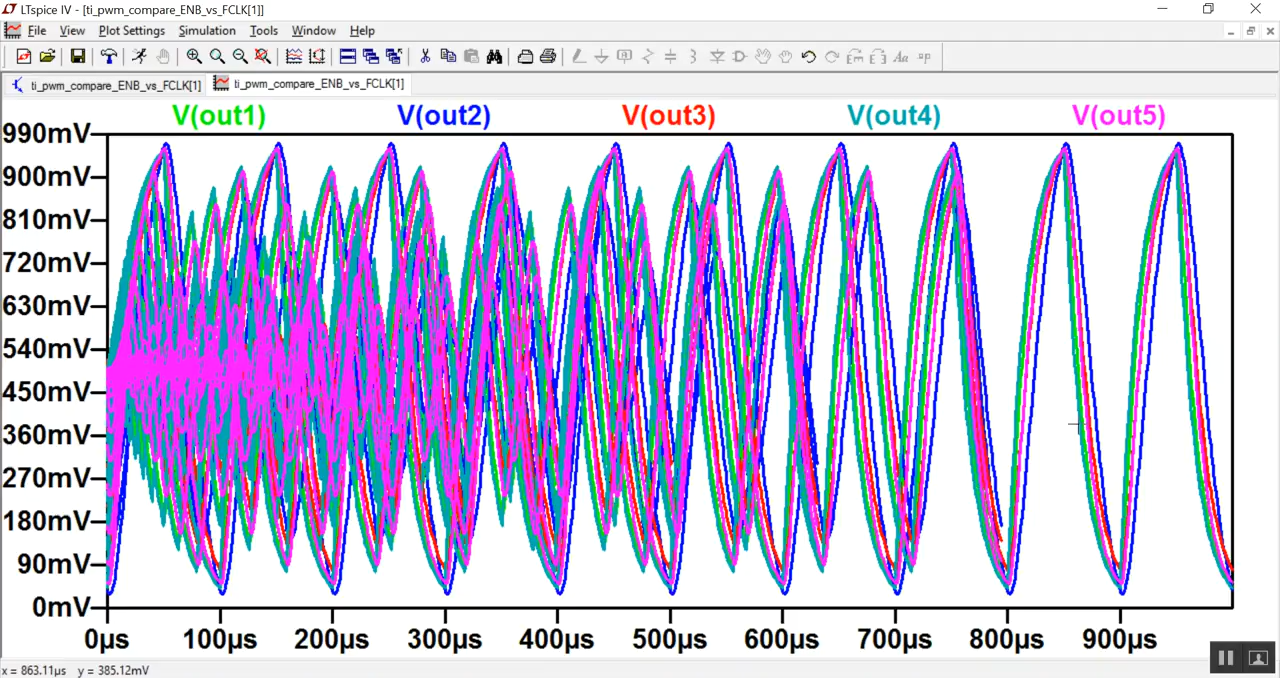 LTspice IV - [ti_pwm_compare_ENB_vs_FCLK[1]]
File View Plot Settings Simulation Tools Window Help
ti_pwm_compare_ENB_vs_FCLK[1] ti_pwm_compare_ENB_vs_FCLK[1]
V(out1) V(out2) V(out3) V(out4) V(out5)
990mV
900mV
810mV
720mV
630mV
540mV
450mV
360mV
270mV
180mV
90mV
0mV
0µs 100µs 200µs 300µs 400µs 500µs 600µs 700µs 800µs 900µs
x = 863.11µs y = 385.12mV